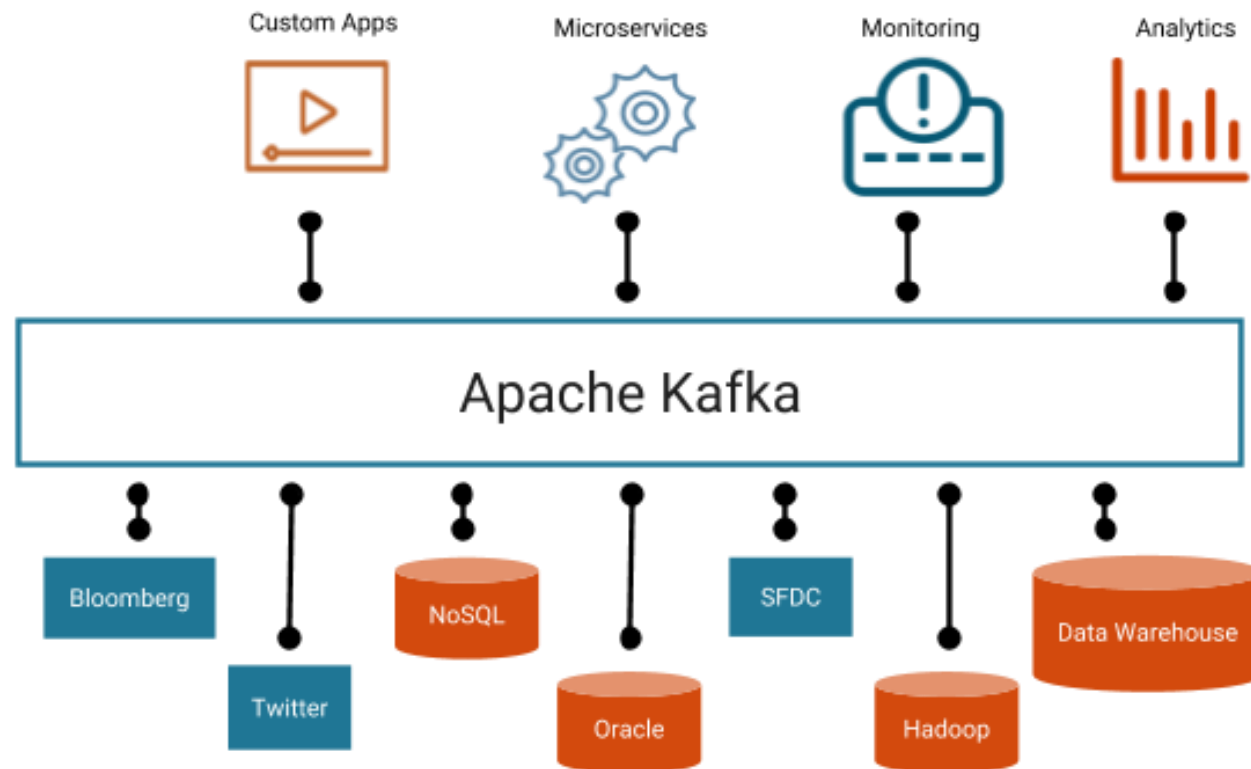 Custom Apps
Microservices
Monitoring
Analytics
Apache Kafka
Bloomberg
Twitter
NoSQL
Oracle
SFDC
Hadoop
Data Warehouse